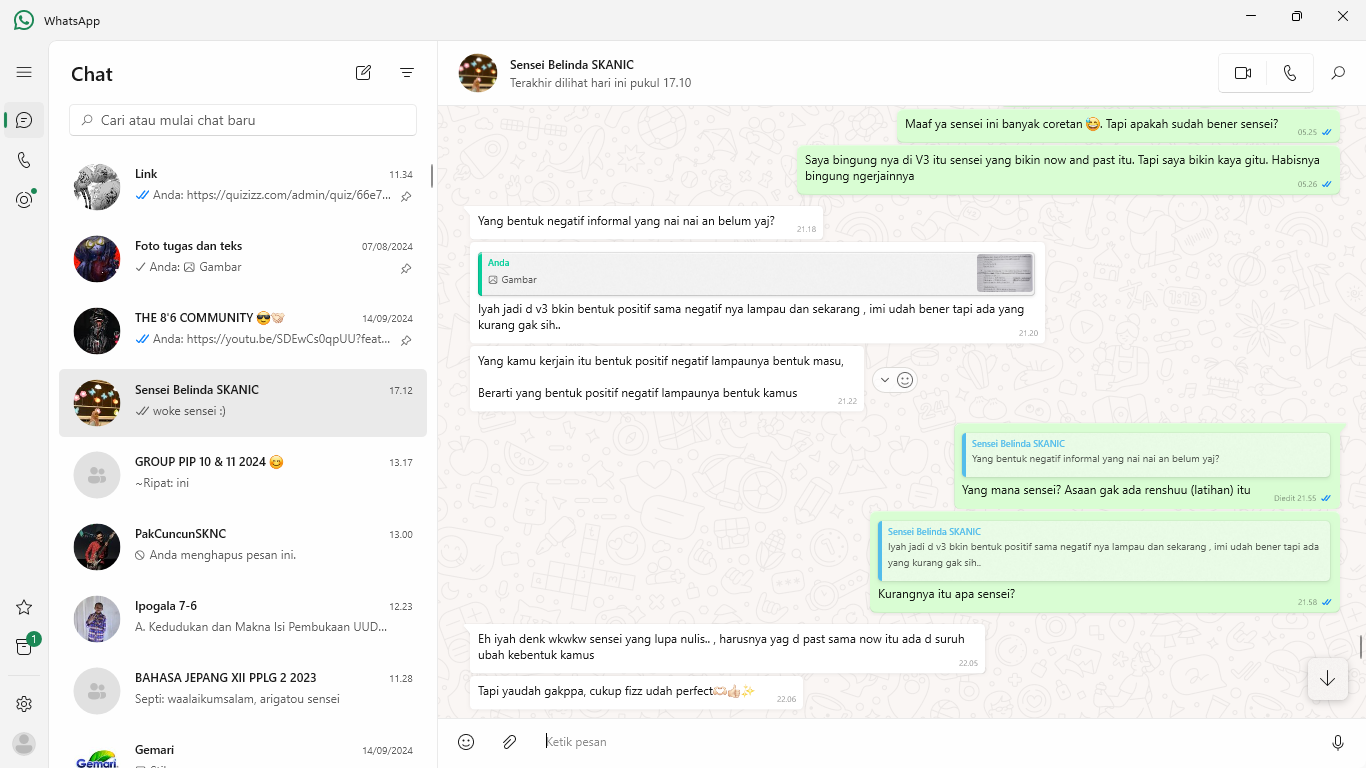 WhatsApp
Chat
Cari atau mulai chat baru
Link
11.34
Anda: https://quizizz.com/admin/quiz/66e7...
Foto tugas dan teks
07/08/2024
Anda: Gambar
THE 8'6 COMMUNITY 😎🤝🏻
14/09/2024
Anda: https://youtu.be/SDEwCs0qpUU?feat...
Sensei Belinda SKANIC
17.12
woke sensei :)
GROUP PIP 10 & 11 2024 😊
13.17
~Ripat: ini
PakCuncunSKNC
13.00
Anda menghapus pesan ini.
Ipogala 7-6
12.23
A. Kedudukan dan Makna Isi Pembukaan UUD...
BAHASA JEPANG XII PPLG 2 2023
11.28
Septi: waalaikumsalam, arigatou sensei
1
Gemari
14/09/2024
Gemari
Sensei Belinda SKANIC
Terakhir dilihat hari ini pukul 17.10
Maaf ya sensei ini banyak coretan 😅. Tapi apakah sudah bener sensei?
05.25
Saya bingung nya di V3 itu sensei yang bikin now and past itu. Tapi saya bikin kaya gitu. Habisnya
bingung ngerjainnya
05.26
Yang bentuk negatif informal yang nai nai an belum yaj?
21.18
Anda
Gambar
Iyah jadi d v3 bkin bentuk positif sama negatif nya lampau dan sekarang , imi udah bener tapi ada yang
kurang gak sih..
21.20
Yang kamu kerjain itu bentuk positif negatif lampaunya bentuk masu,
Berarti yang bentuk positif negatif lampaunya bentuk kamus
21.22
Sensei Belinda SKANIC
Yang bentuk negatif informal yang nai nai an belum yaj?
Yang mana sensei? Asaan gak ada renshuu (latihan) itu
Diedit 21.55
Sensei Belinda SKANIC
Iyah jadi d v3 bkin bentuk positif sama negatif nya lampau dan sekarang , imi udah bener tapi ada
yang kurang gak sih..
Kurangnya itu apa sensei?
21.58
Eh iyah denk wkwkw sensei yang lupa nulis.. , harusnya yag d past sama now itu ada d suruh
ubah kebentuk kamus
22.05
Tapi yaudah gakppa, cukup fizz udah perfect🫶🏻👍🏻✨
22.06
Ketik pesan